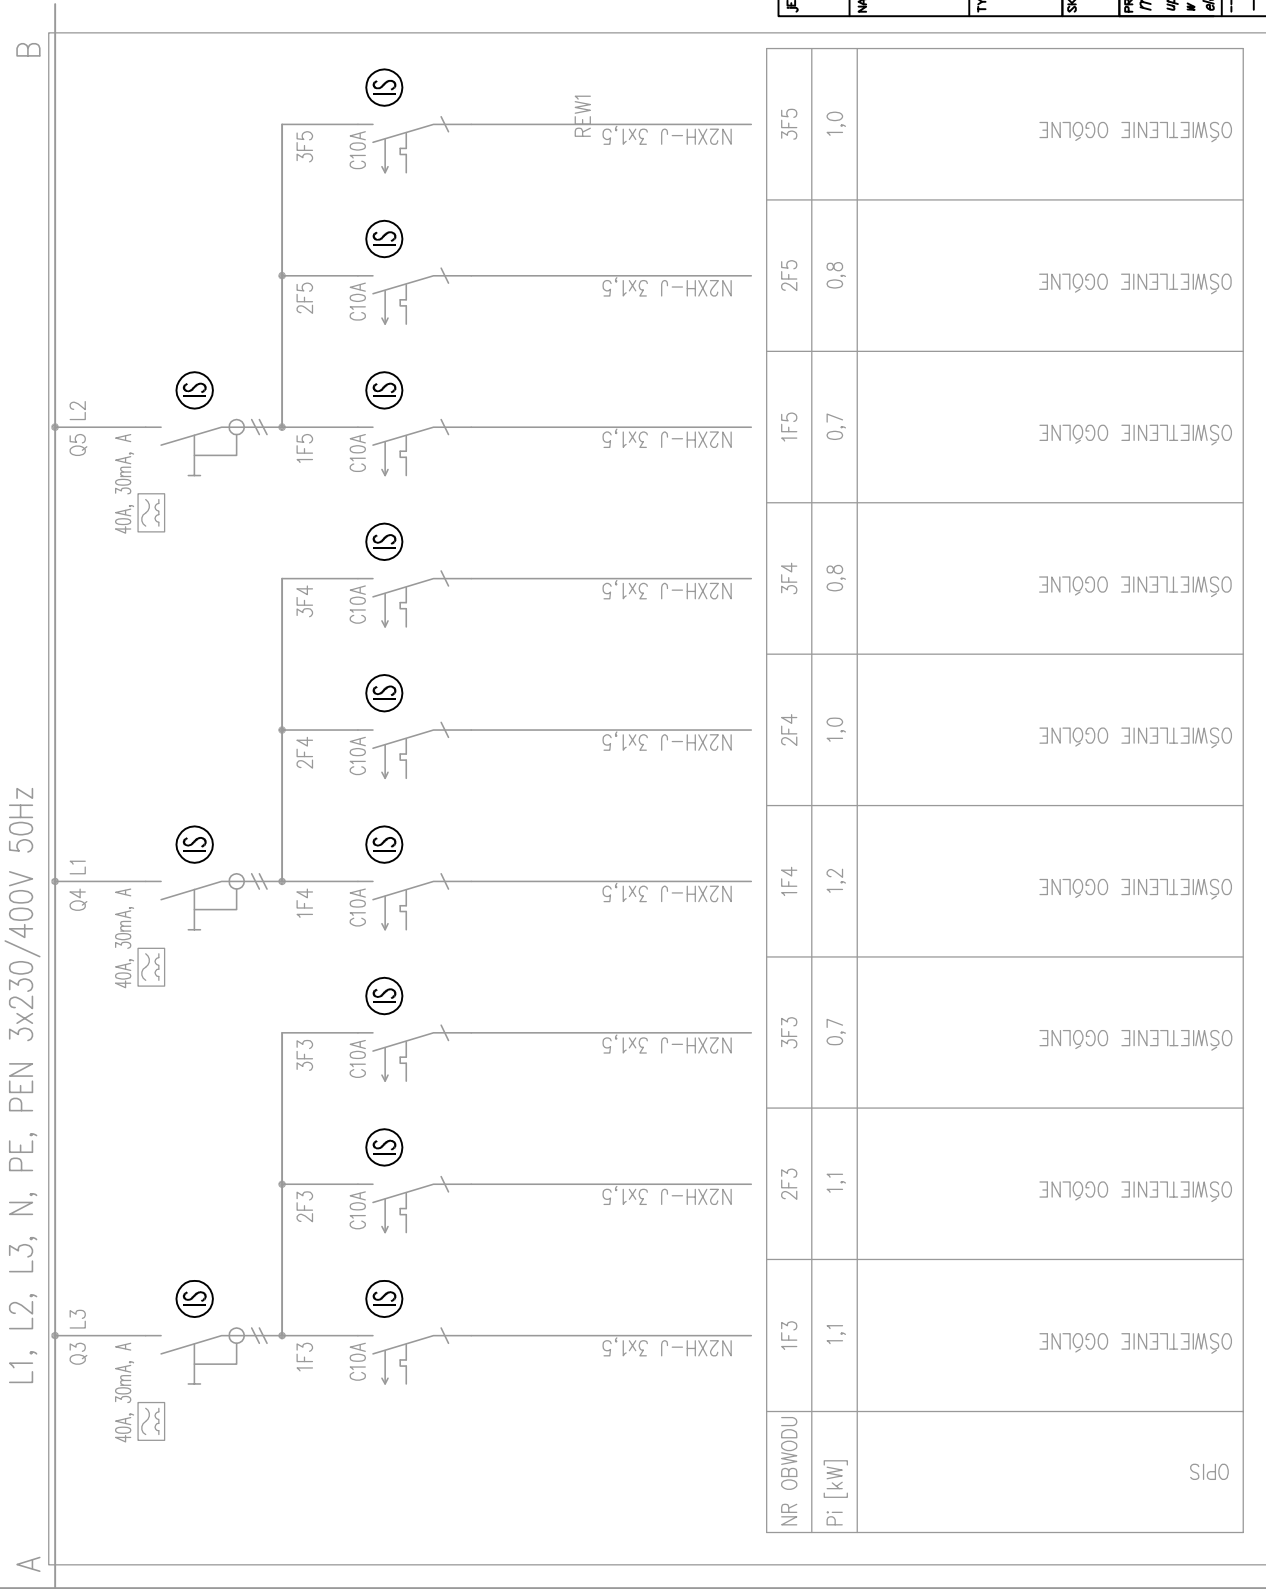 A
B
L1, L2, L3, N, PE, PEN 3x230/400V 50Hz
Q3 L3
40A, 30mA, A
IS
Q4 L1
40A, 30mA, A
IS
Q5 L2
40A, 30mA, A
IS
1F3
C10A
IS
N2XH-J 3x1,5
2F3
C10A
IS
N2XH-J 3x1,5
3F3
C10A
IS
N2XH-J 3x1,5
1F4
C10A
IS
N2XH-J 3x1,5
2F4
C10A
IS
N2XH-J 3x1,5
3F4
C10A
IS
N2XH-J 3x1,5
1F5
C10A
IS
N2XH-J 3x1,5
2F5
C10A
IS
N2XH-J 3x1,5
3F5
C10A
IS
N2XH-J 3x1,5
REW1
NR OBWODU 1F3 2F3 3F3 1F4 2F4 3F4 1F5 2F5 3F5
Pi [kW] 1,1 1,1 0,7 1,2 1,0 0,8 0,7 0,8 1,0
OPIS
OŚWIETLENIE OGÓLNE
OŚWIETLENIE OGÓLNE
OŚWIETLENIE OGÓLNE
OŚWIETLENIE OGÓLNE
OŚWIETLENIE OGÓLNE
OŚWIETLENIE OGÓLNE
OŚWIETLENIE OGÓLNE
OŚWIETLENIE OGÓLNE
OŚWIETLENIE OGÓLNE